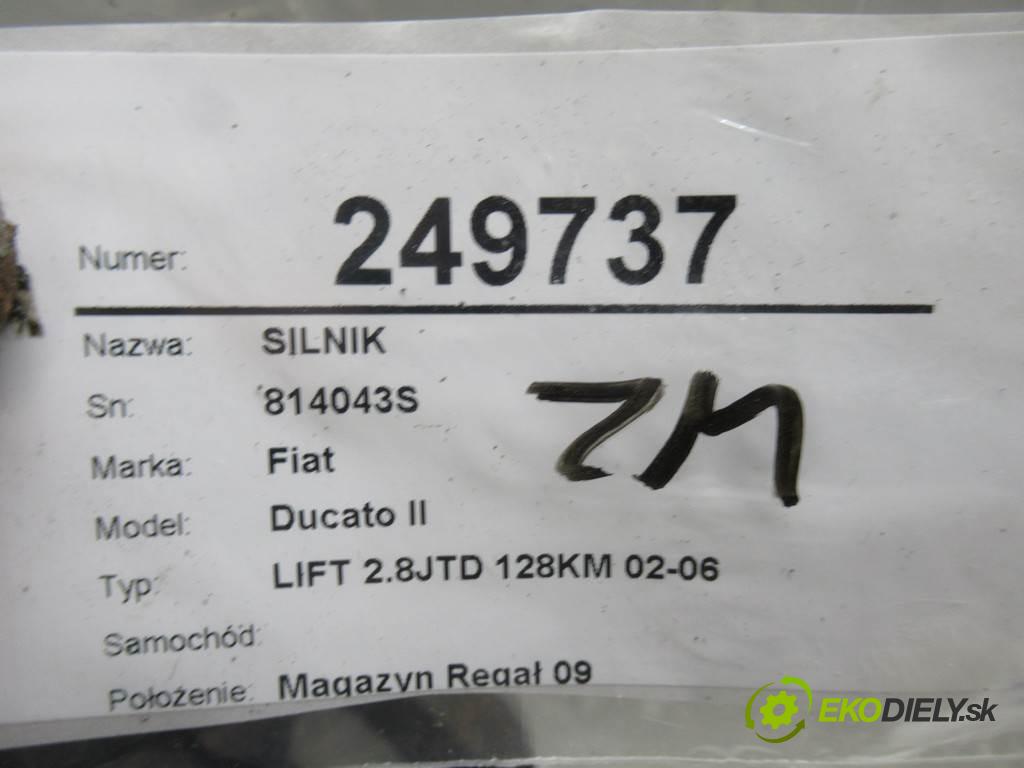 Numer: 249737
Nazwa: SILNIK
Sn: 814043S
ZM
Marka: Fiat
Model: Ducato II
Typ: LIFT 2.8JTD 128KM 02-06
Samochód:
Położenie: Magazyn Regał 09
EKODIELY.sk